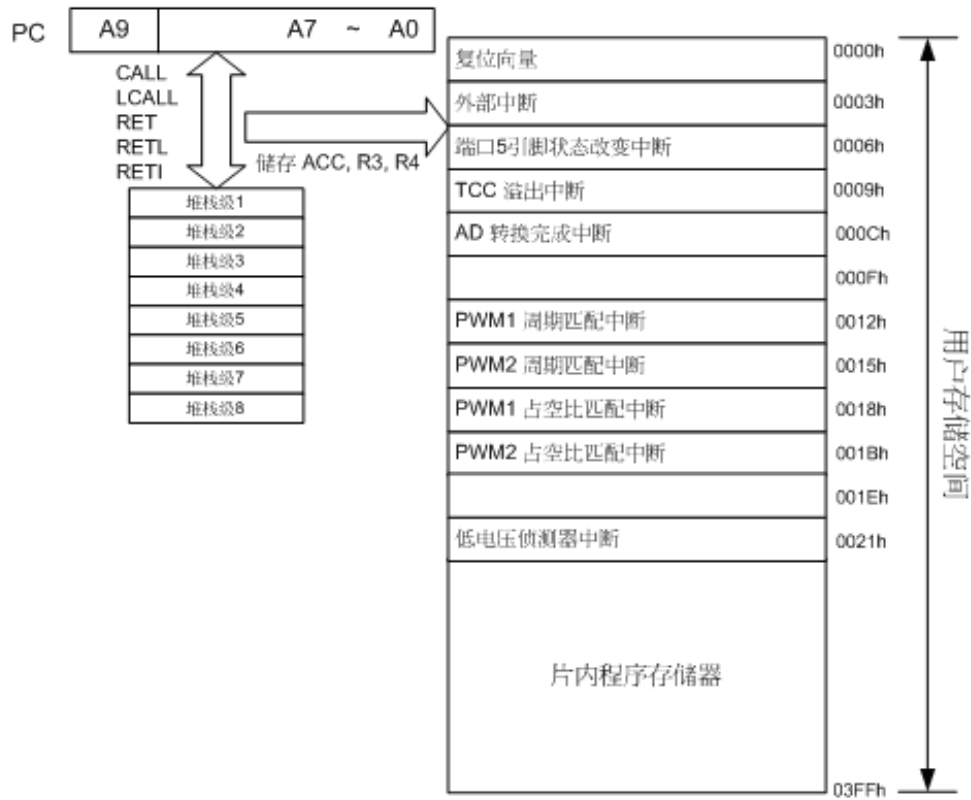 PC
A9
A7 ~ A0
CALL
LCALL
RET
RETL
RETI
储存 ACC, R3, R4
堆栈级1
堆栈级2
堆栈级3
堆栈级4
堆栈级5
堆栈级6
堆栈级7
堆栈级8
复位向量 0000h
外部中断 0003h
端口5引脚状态改变中断 0006h
TCC 溢出中断 0009h
AD 转换完成中断 000Ch
000Fh
PWM1 周期匹配中断 0012h
PWM2 周期匹配中断 0015h
PWM1 占空比匹配中断 0018h
PWM2 占空比匹配中断 001Bh
001Eh
低电压侦测器中断 0021h
片内程序存储器
03FFh
用户存储空间